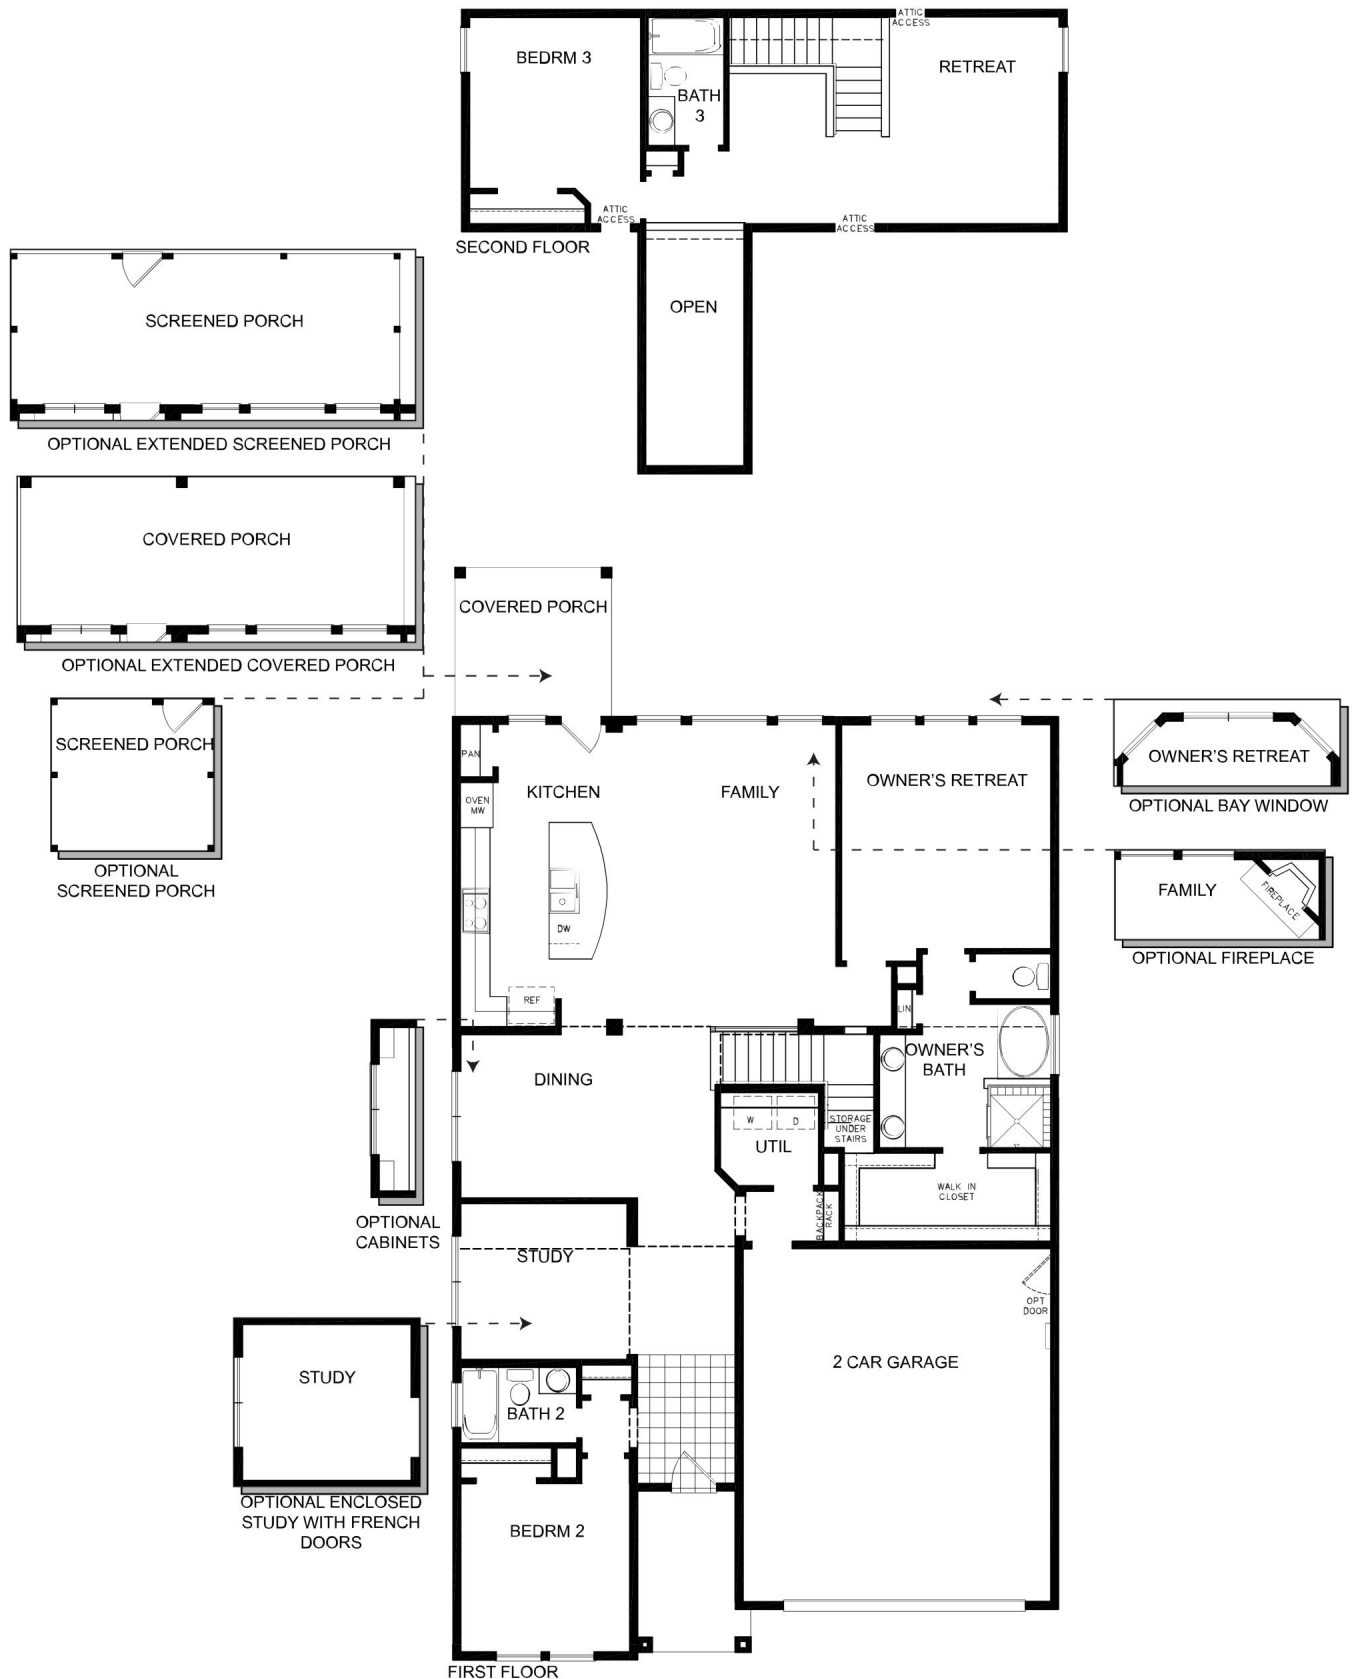 ATTIC
ACCESS
BEDRM 3
RETREAT
BATH
3
ATTIC
ACCESS
ATTIC
ACCESS
SECOND FLOOR
OPEN
SCREENED PORCH
OPTIONAL EXTENDED SCREENED PORCH
COVERED PORCH
OPTIONAL EXTENDED COVERED PORCH
COVERED PORCH
SCREENED PORCH
OPTIONAL
SCREENED PORCH
PAN
OVEN
MW
KITCHEN
FAMILY
OWNER'S RETREAT
OWNER'S RETREAT
OPTIONAL BAY WINDOW
FAMILY
FIREPLACE
OPTIONAL FIREPLACE
DW
REF
LIN
DINING
OWNER'S
BATH
W
D
STORAGE
UNDER
STAIRS
UTIL
WALK IN
CLOSET
BACKPACK
RACK
OPTIONAL
CABINETS
STUDY
OPT
DOOR
2 CAR GARAGE
STUDY
OPTIONAL ENCLOSED
STUDY WITH FRENCH
DOORS
BATH 2
BEDRM 2
FIRST FLOOR